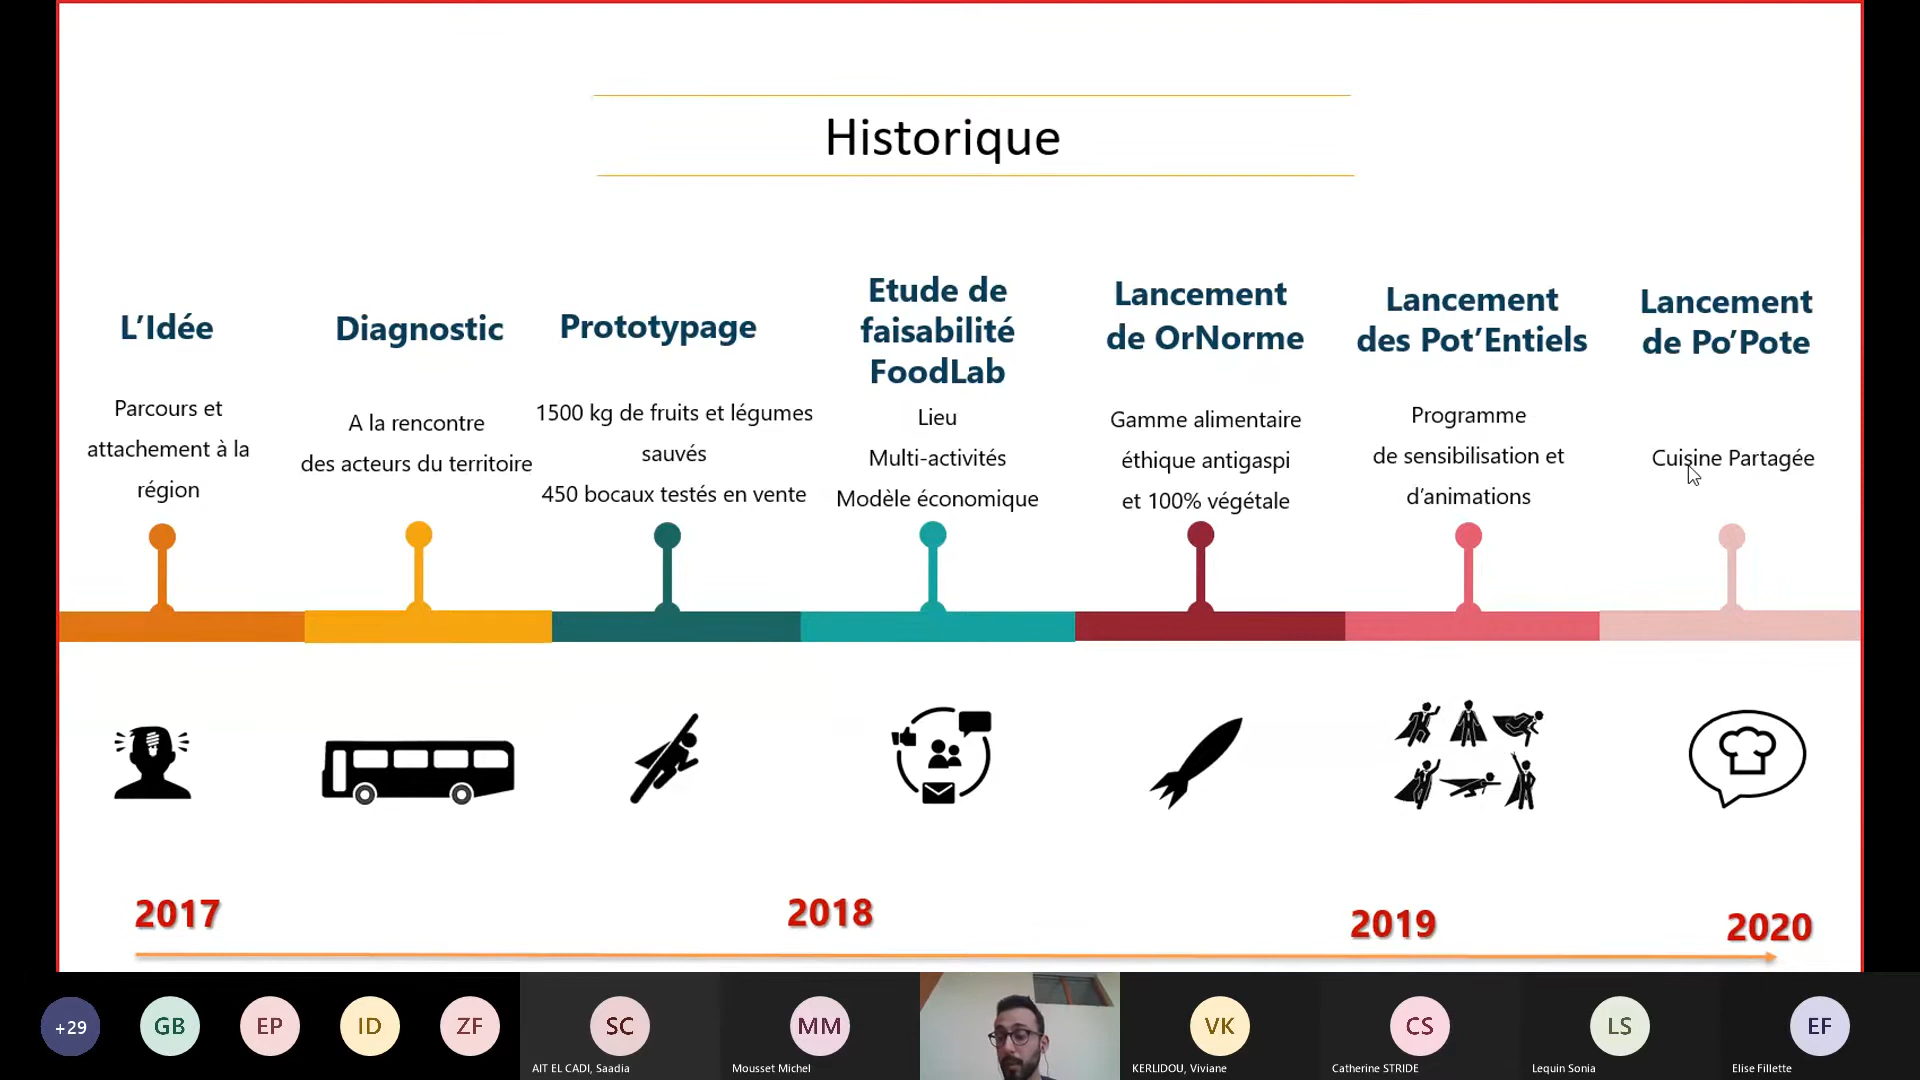 Historique
L'Idée
Parcours et
attachement à la
région
Diagnostic
A la rencontre
des acteurs du territoire
Prototypage
1500 kg de fruits et légumes
sauvés
450 bocaux testés en vente
Etude de
faisabilité
FoodLab
Lieu
Multi-activités
Modèle économique
Lancement
de OrNorme
Gamme alimentaire
éthique antigaspi
et 100% végétale
Lancement
des Pot'Entiels
Programme
de sensibilisation et
d'animations
Lancement
de Po'Pote
Cuisine Partagée
2017
2018
2019
2020
+29
GB
EP
ID
ZF
SC
AIT EL CADI, Saadia
MM
Mousset Michel
VK
KERLIDOU, Viviane
CS
Catherine STRIDE
LS
Lequin Sonia
EF
Elise Fillette